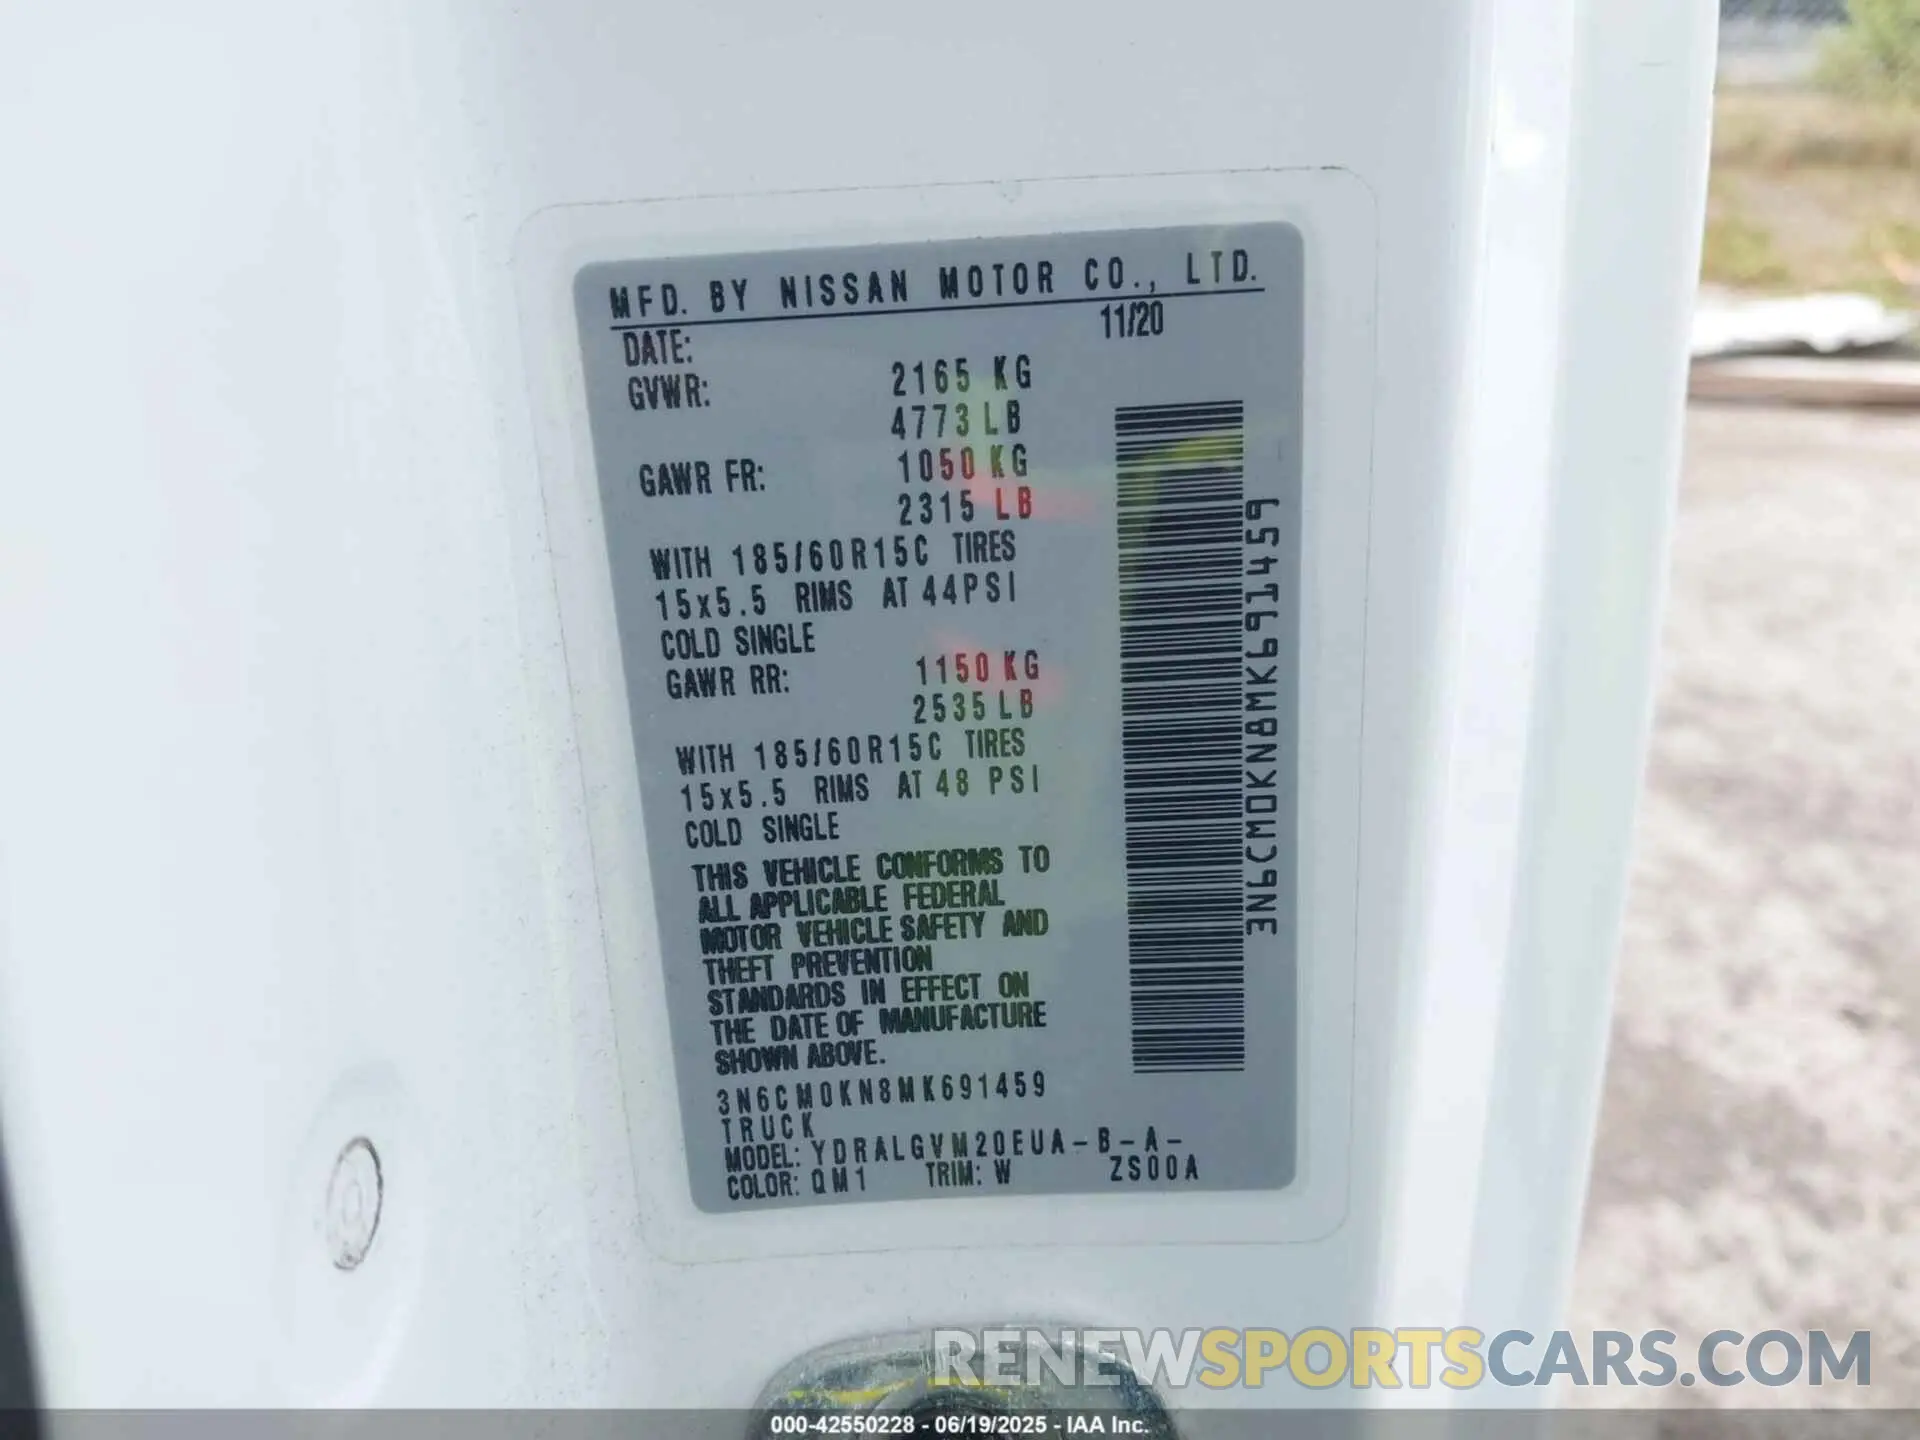 MFD. BY NISSAN MOTOR CO., LTD.
DATE: 11/20
GVWR: 2165 KG
4773 LB
GAWR FR: 1050 KG
2315 LB
WITH 185/60R15C TIRES
15x5.5 RIMS AT 44PSI
COLD SINGLE
GAWR RR: 1150 KG
2535 LB
WITH 185/60R15C TIRES
15x5.5 RIMS AT 48 PSI
COLD SINGLE
THIS VEHICLE CONFORMS TO
ALL APPLICABLE FEDERAL
MOTOR VEHICLE SAFETY AND
THEFT PREVENTION
STANDARDS IN EFFECT ON
THE DATE OF MANUFACTURE
SHOWN ABOVE.
3N6CM0KN8MK691459
TRUCK
MODEL: YDRALGVM20EUA-B-A-
COLOR: QM1 TRIM: W ZS00A
3N6CM0KN8MK691459
RENEWSPORTSCARS.COM
000-42550228 - 06/19/2025 - IAA Inc.